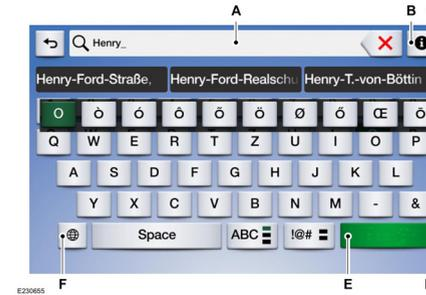 A B
Henry_ X
Henry-Ford-Straße, Henry-Ford-Realschu Henry-T.-von-Böttin
O Ò Ó Ô Õ Ö Ø Ő Œ Ō
Q W E R T Z U I O P
A S D F G H J K L
Y X C V B N M - &
Space ABC !@#
E230655 F E